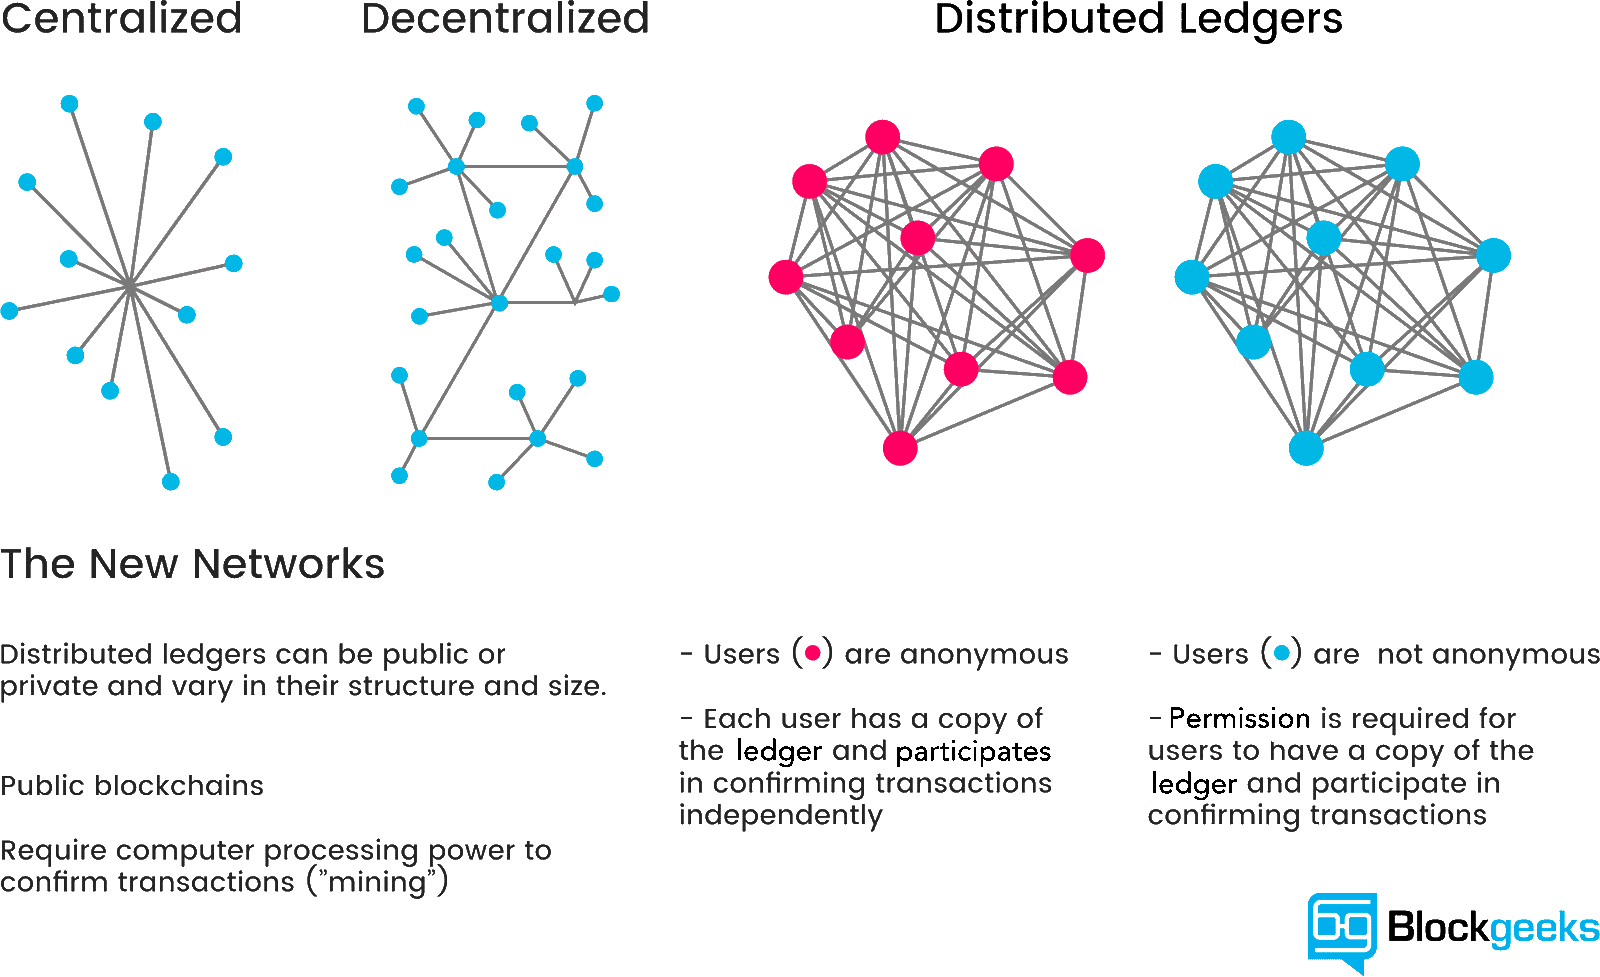 Centralized
Decentralized
Distributed Ledgers
The New Networks
Distributed ledgers can be public or
private and vary in their structure and size.
Public blockchains
Require computer processing power to
confirm transactions (”mining”)
- Users (●) are anonymous
- Each user has a copy of
the ledger and participates
in confirming transactions
independently
- Users (●) are not anonymous
- Permission is required for
users to have a copy of the
ledger and participate in
confirming transactions
Blockgeeks